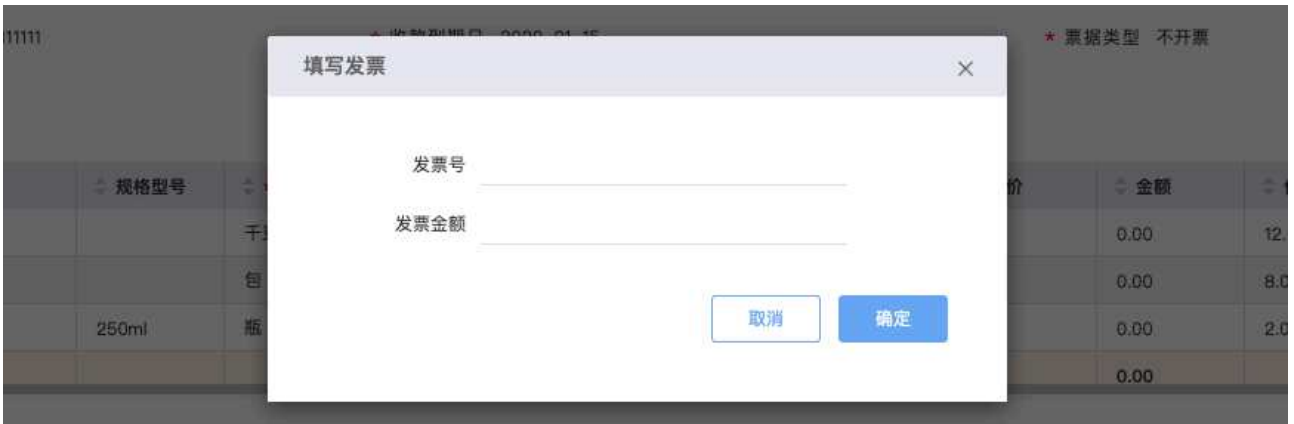 111111
* 票据类型 不开票
填写发票
发票号
发票金额
取消
确定
规格型号
价
金额
0.00
12.
包
0.00
8.0
250ml
瓶
0.00
2.0
0.00